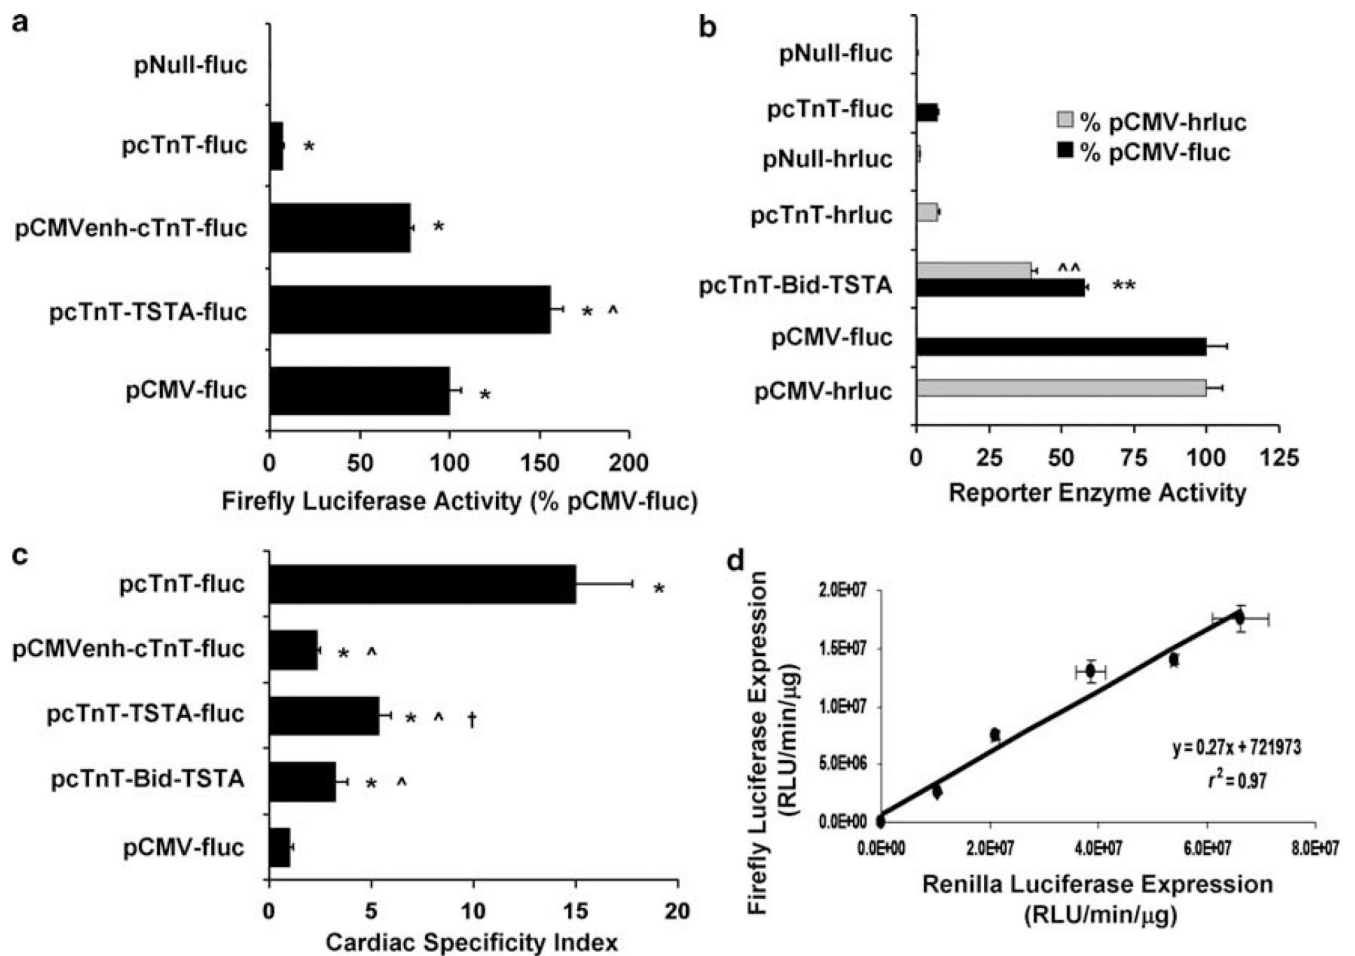 a
pNull-fluc
pcTnT-fluc
*
pCMVenh-cTnT-fluc
*
pcTnT-TSTA-fluc
* ^
pCMV-fluc
*
0 50 100 150 200
Firefly Luciferase Activity (% pCMV-fluc)
b
pNull-fluc
pcTnT-fluc
pNull-hrluc
pcTnT-hrluc
pcTnT-Bid-TSTA
^^
**
pCMV-fluc
pCMV-hrluc
% pCMV-hrluc
% pCMV-fluc
0 25 50 75 100 125
Reporter Enzyme Activity
c
pcTnT-fluc
*
pCMVenh-cTnT-fluc
* ^
pcTnT-TSTA-fluc
* ^ †
pcTnT-Bid-TSTA
* ^
pCMV-fluc
0 5 10 15 20
Cardiac Specificity Index
d
Firefly Luciferase Expression
(RLU/min/µg)
2.0E+07
1.5E+07
1.0E+07
5.0E+06
0.0E+00
y = 0.27x + 721973
r² = 0.97
0.0E+00 2.0E+07 4.0E+07 6.0E+07 8.0E+07
Renilla Luciferase Expression
(RLU/min/µg)